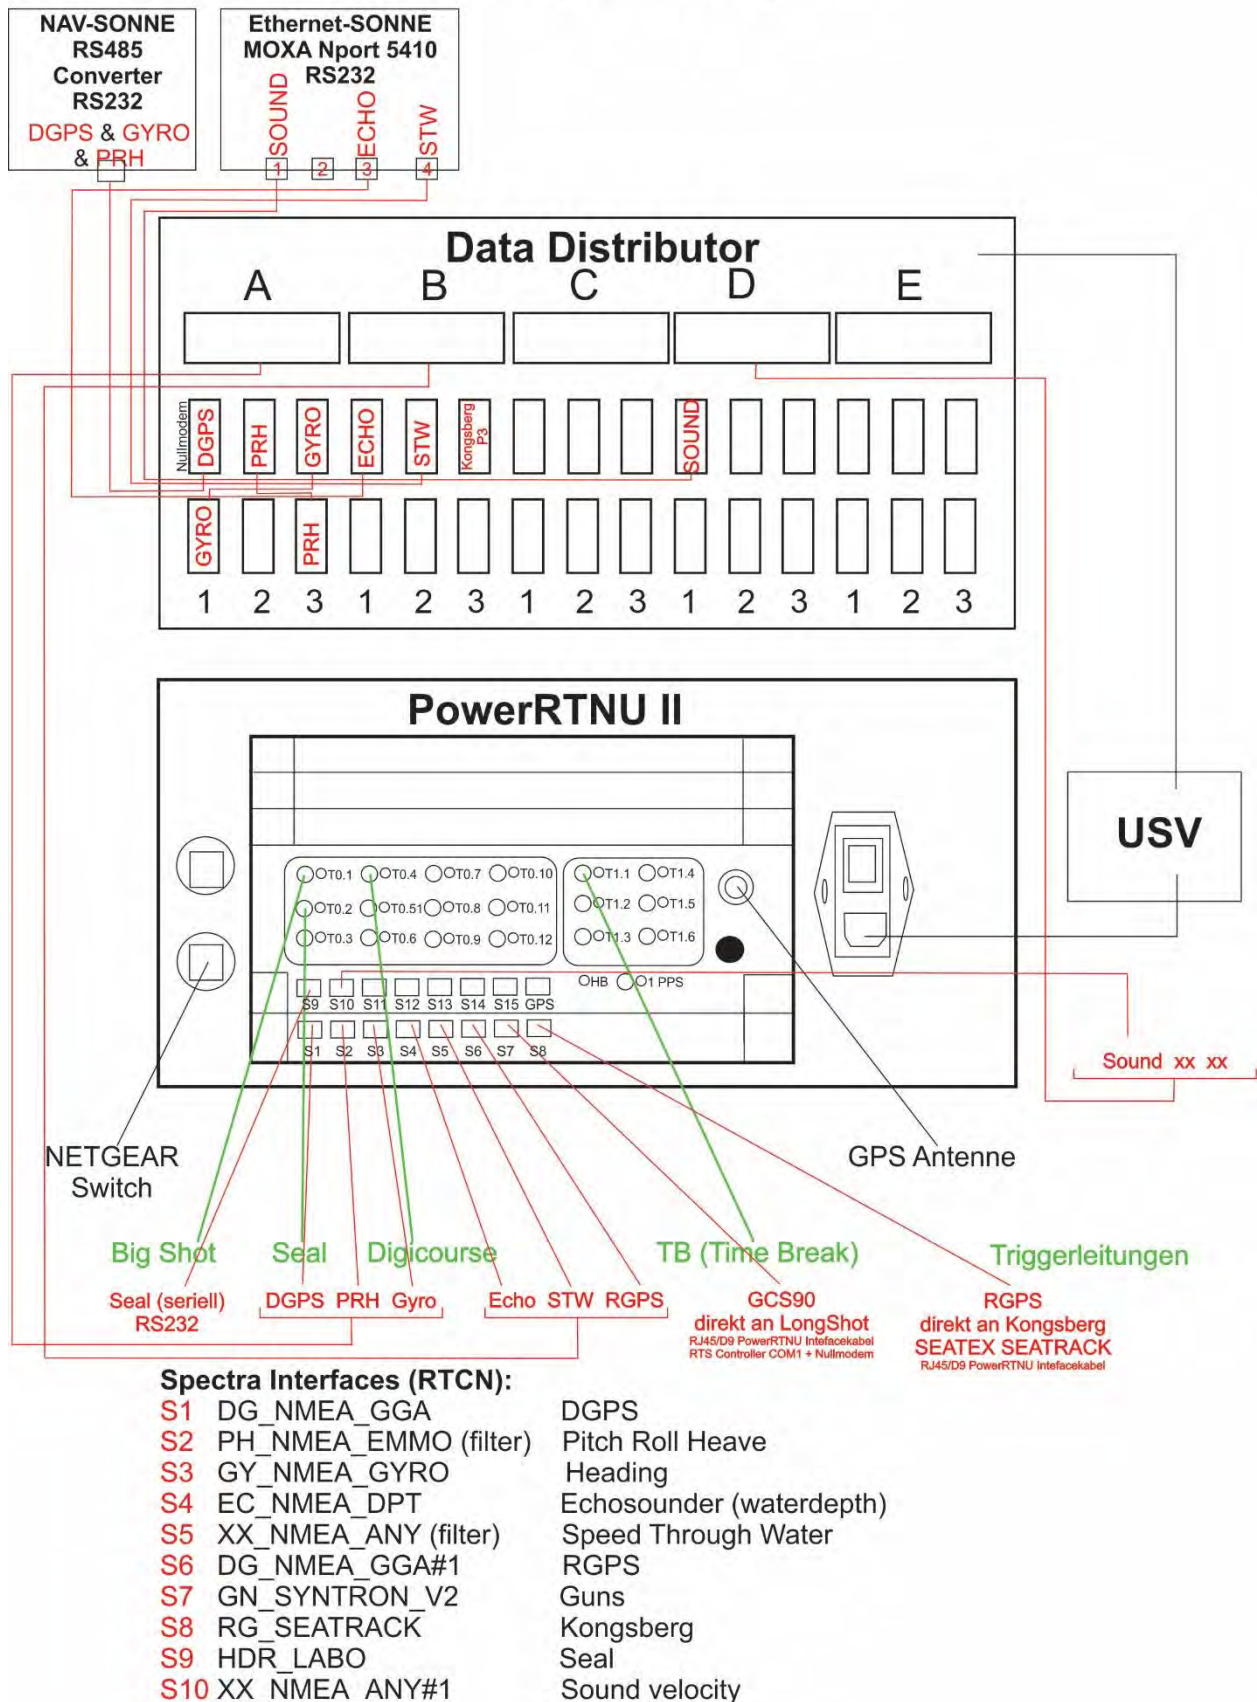 NAV-SONNE
RS485
Converter
RS232
DGPS & GYRO
& PRH
Ethernet-SONNE
MOXA Nport 5410
RS232
SOUND
ECHO
STW
1 2 3 4
Data Distributor
A B C D E
Nullmodem
DGPS
PRH
GYRO
ECHO
STW
Kongsberg
P3
SOUND
GYRO
PRH
1 2 3 1 2 3 1 2 3 1 2 3 1 2 3
PowerRTNU II
USV
T0.1 T0.4 T0.7 T0.10 T1.1 T1.4
T0.2 T0.51 T0.8 T0.11 T1.2 T1.5
T0.3 T0.6 T0.9 T0.12 T1.3 T1.6
HB 1 PPS
S9 S10 S11 S12 S13 S14 S15 GPS
S1 S2 S3 S4 S5 S6 S7 S8
Sound xx xx
NETGEAR
Switch
GPS Antenne
Big Shot Seal Digicourse TB (Time Break) Triggerleitungen
Seal (seriell)
RS232
DGPS PRH Gyro
Echo STW RGPS
GCS90
direkt an LongShot
RJ45/D9 PowerRTNU Intefacekabel
RTS Controller COM1 + Nullmodem
RGPS
direkt an Kongsberg
SEATEX SEATRACK
RJ45/D9 PowerRTNU Intefacekabel
Spectra Interfaces (RTCN):
S1 DG_NMEA_GGA DGPS
S2 PH_NMEA_EMMO (filter) Pitch Roll Heave
S3 GY_NMEA_GYRO Heading
S4 EC_NMEA_DPT Echosounder (waterdepth)
S5 XX_NMEA_ANY (filter) Speed Through Water
S6 DG_NMEA_GGA#1 RGPS
S7 GN_SYNTRON_V2 Guns
S8 RG_SEATRACK Kongsberg
S9 HDR_LABO Seal
S10 XX_NMEA_ANY#1 Sound velocity